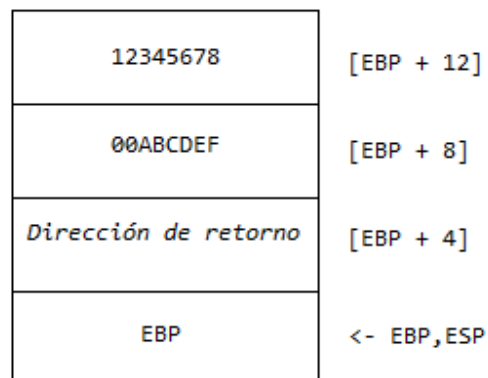 12345678 [EBP + 12]
00ABCDEF [EBP + 8]
Dirección de retorno [EBP + 4]
EBP <- EBP,ESP